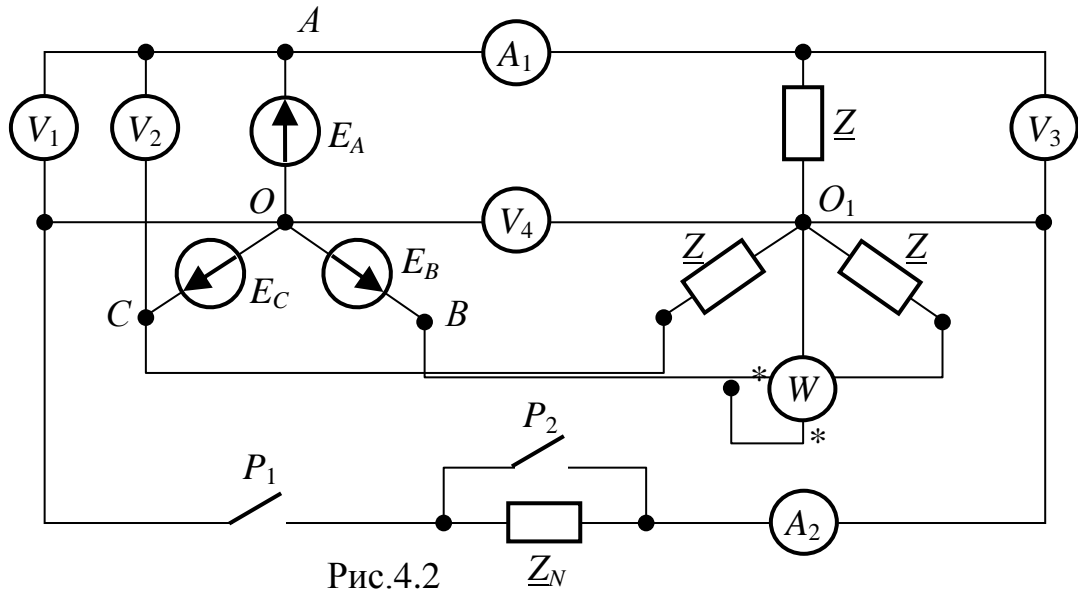 A
A1
V1
V2
EA
Z
V3
O
V4
O1
EC
EB
Z
Z
C
B
* W
*
P2
P1
A2
ZN
Рис.4.2